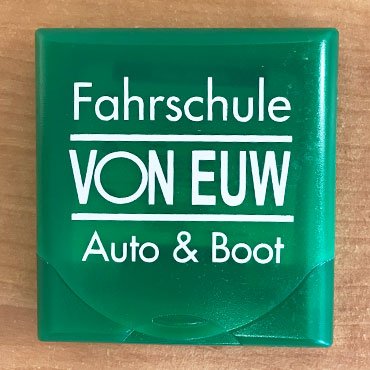 Fahrschule
VON EUW
Auto & Boot